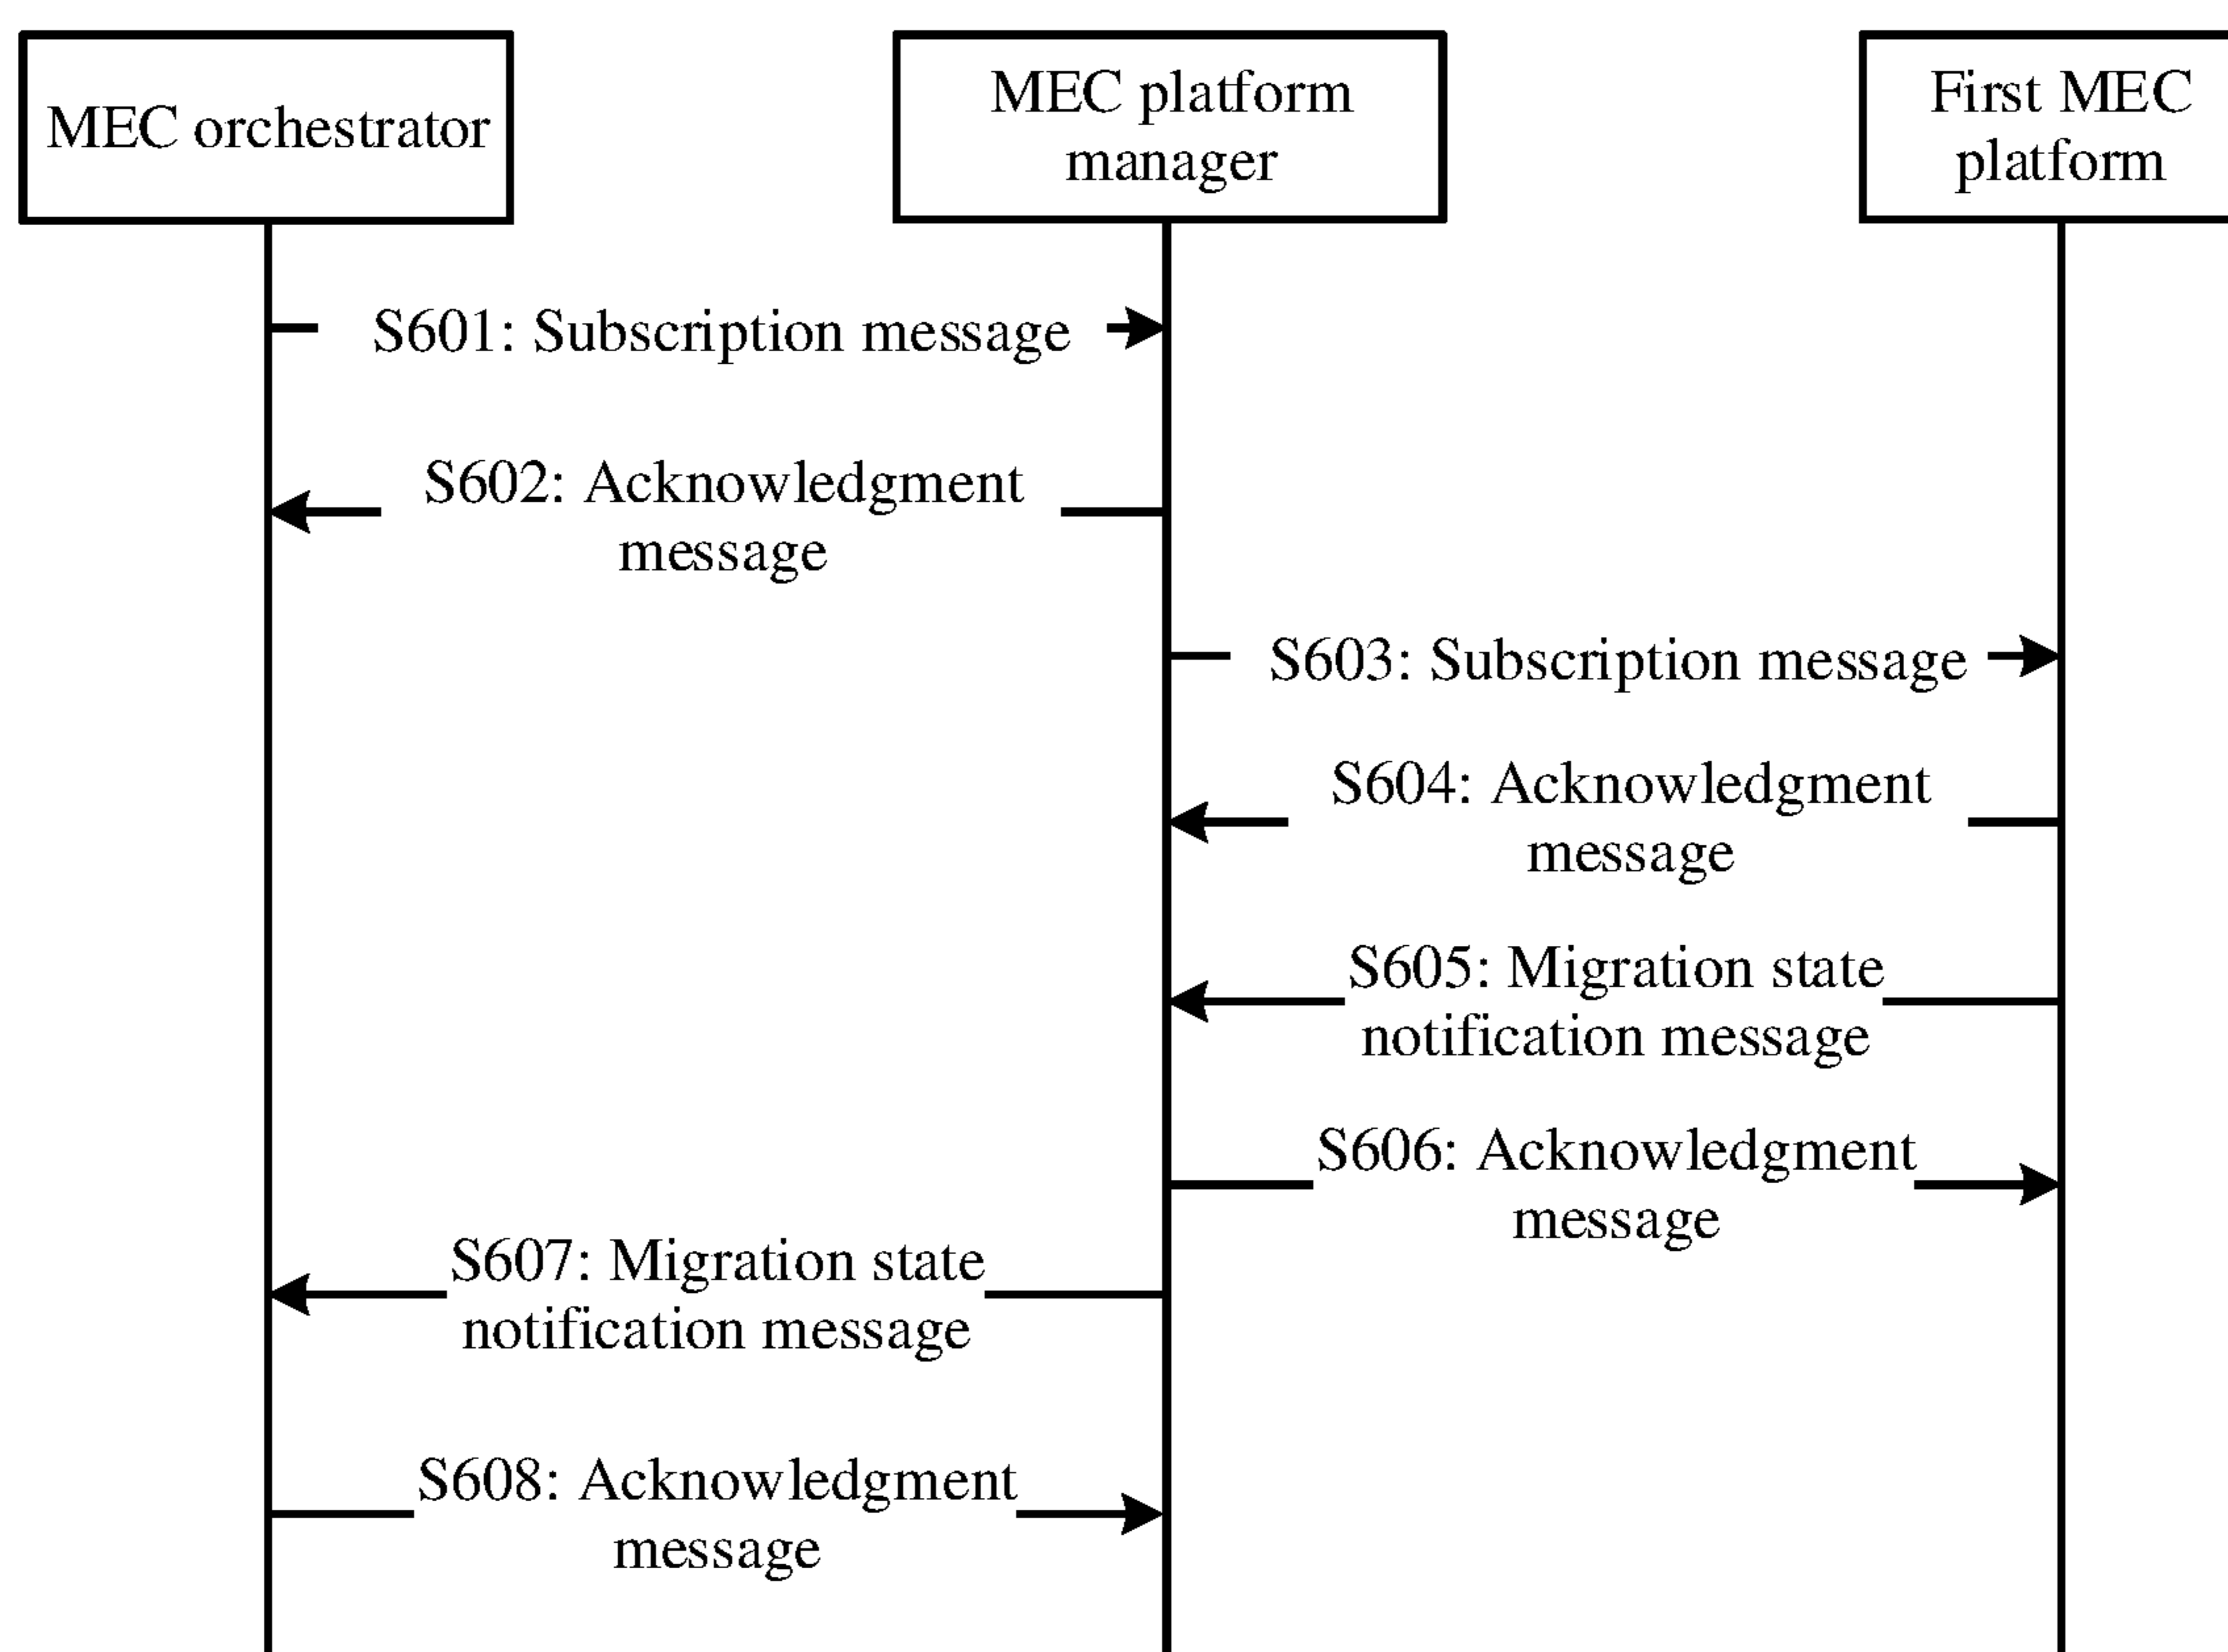 MEC orchestrator
MEC platform
manager
First MEC
platform
S601: Subscription message
S602: Acknowledgment
message
S603: Subscription message
S604: Acknowledgment
message
S605: Migration state
notification message
S606: Acknowledgment
message
S607: Migration state
notification message
S608: Acknowledgment
message